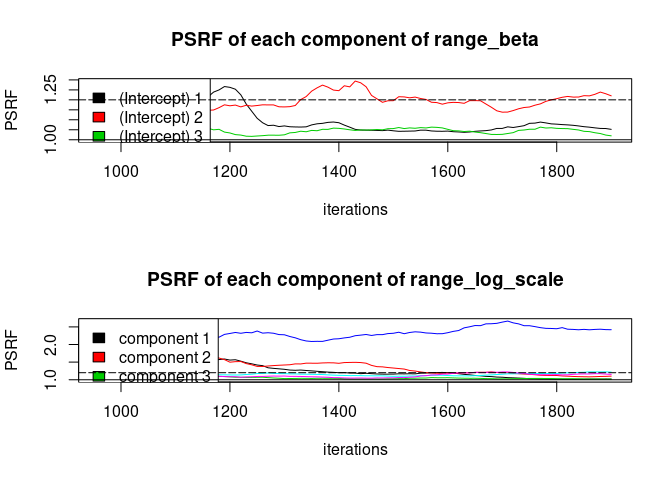 PSRF of each component of range_beta
PSRF
1.00 1.25
(Intercept) 1
(Intercept) 2
(Intercept) 3
1000 1200 1400 1600 1800
iterations
PSRF of each component of range_log_scale
PSRF
1.0 2.0
component 1
component 2
component 3
1000 1200 1400 1600 1800
iterations